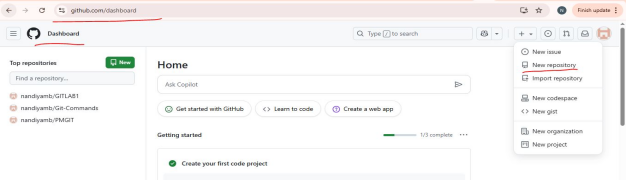 github.com/dashboard
N
Finish update
Dashboard
Type / to search
Top repositories
New
Find a repository...
nandiyamb/GITLAB1
nandiyamb/Git-Commands
nandiyamb/PMGIT
Home
Ask Copilot
Get started with GitHub
Learn to code
Create a web app
Getting started
1/3 complete
Create your first code project
New issue
New repository
Import repository
New codespace
New gist
New organization
New project